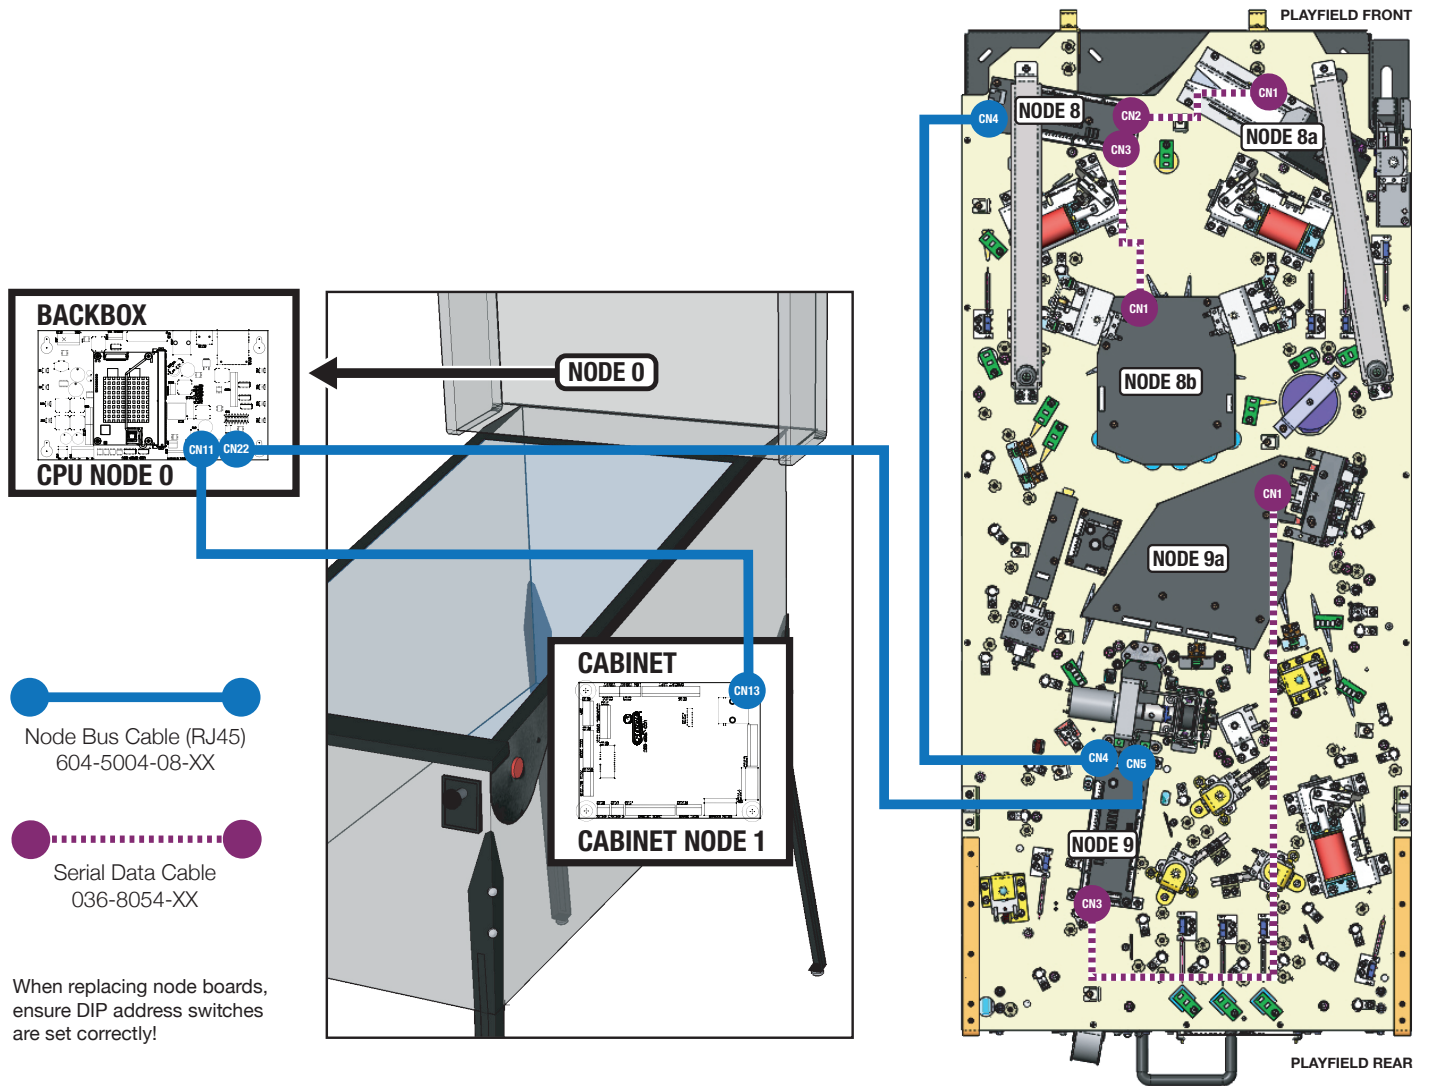 PLAYFIELD FRONT
CN4
NODE 8
CN2
CN3
CN1
NODE 8a
CN1
NODE 8b
BACKBOX
CN11
CN22
CPU NODE 0
NODE 0
CN1
NODE 9a
CABINET
CN13
CABINET NODE 1
CN4
CN5
NODE 9
CN3
Node Bus Cable (RJ45)
604-5004-08-XX
Serial Data Cable
036-8054-XX
When replacing node boards,
ensure DIP address switches
are set correctly!
PLAYFIELD REAR